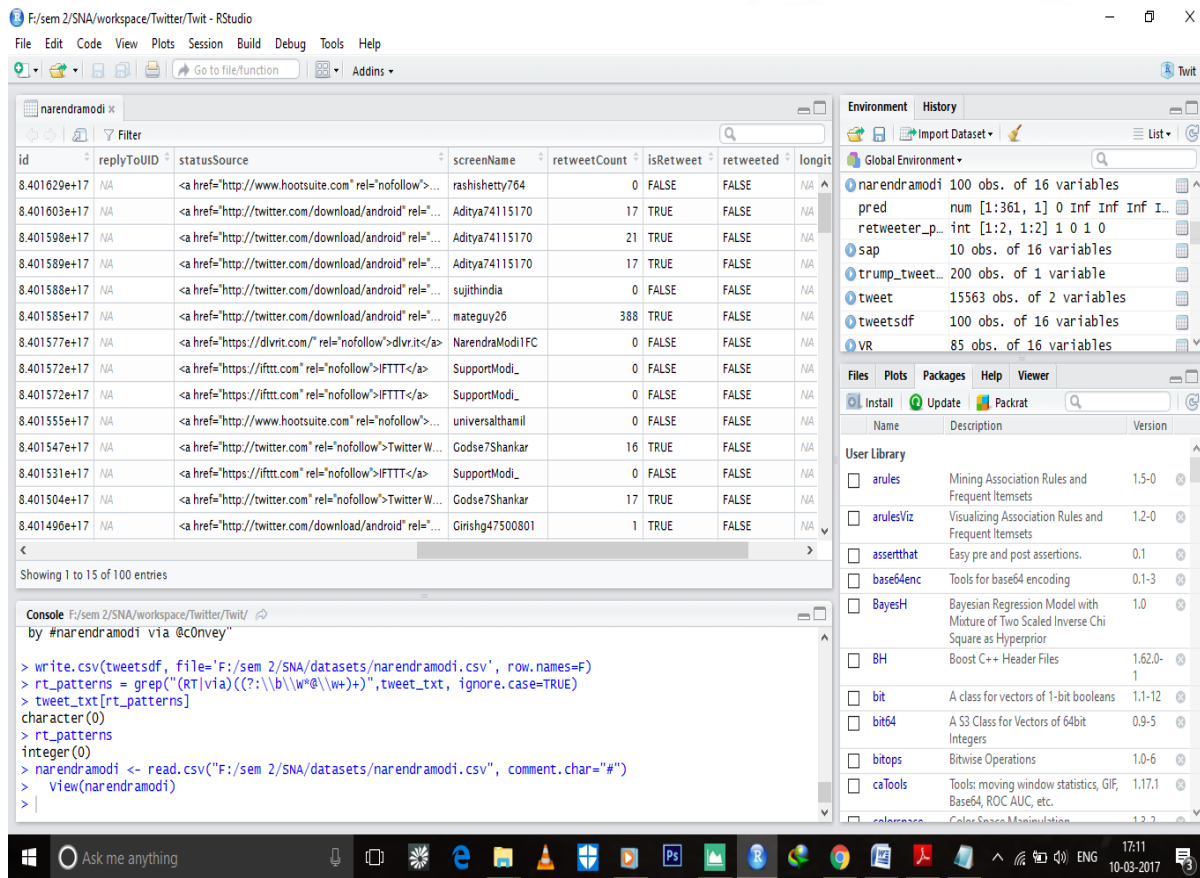 F:/sem 2/SNA/workspace/Twitter/Twit - RStudio
File Edit Code View Plots Session Build Debug Tools Help
Go to file/function Addins Twit
narendramodi
Filter
id replyToUID statusSource screenName retweetCount isRetweet retweeted longit
8.401629e+17 NA <a href="http://www.hootsuite.com" rel="nofollow">... rashishetty764 0 FALSE FALSE NA
8.401603e+17 NA <a href="http://twitter.com/download/android" rel="... Aditya74115170 17 TRUE FALSE NA
8.401598e+17 NA <a href="http://twitter.com/download/android" rel="... Aditya74115170 21 TRUE FALSE NA
8.401589e+17 NA <a href="http://twitter.com/download/android" rel="... Aditya74115170 17 TRUE FALSE NA
8.401588e+17 NA <a href="http://twitter.com/download/android" rel="... sujithindia 0 FALSE FALSE NA
8.401585e+17 NA <a href="http://twitter.com/download/android" rel="... mateguy26 388 TRUE FALSE NA
8.401577e+17 NA <a href="https://dlvrit.com/" rel="nofollow">dlvr.it</a> NarendraModi1FC 0 FALSE FALSE NA
8.401572e+17 NA <a href="https://ifttt.com" rel="nofollow">IFTTT</a> SupportModi_ 0 FALSE FALSE NA
8.401572e+17 NA <a href="https://ifttt.com" rel="nofollow">IFTTT</a> SupportModi_ 0 FALSE FALSE NA
8.401555e+17 NA <a href="http://www.hootsuite.com" rel="nofollow">... universalthamil 0 FALSE FALSE NA
8.401547e+17 NA <a href="http://twitter.com" rel="nofollow">Twitter W... Godse7Shankar 16 TRUE FALSE NA
8.401531e+17 NA <a href="https://ifttt.com" rel="nofollow">IFTTT</a> SupportModi_ 0 FALSE FALSE NA
8.401504e+17 NA <a href="http://twitter.com" rel="nofollow">Twitter W... Godse7Shankar 17 TRUE FALSE NA
8.401496e+17 NA <a href="http://twitter.com/download/android" rel="... Girishg47500801 1 TRUE FALSE NA
Showing 1 to 15 of 100 entries
Console F:/sem 2/SNA/workspace/Twitter/Twit/
by #narendramodi via @c0nvey"
> write.csv(tweetsdf, file='F:/sem 2/SNA/datasets/narendramodi.csv', row.names=F)
> rt_patterns = grep("(RT|via)((?:\\b\\W*@\\w+)+)",tweet_txt, ignore.case=TRUE)
> tweet_txt[rt_patterns]
character(0)
> rt_patterns
integer(0)
> narendramodi <- read.csv("F:/sem 2/SNA/datasets/narendramodi.csv", comment.char="#")
>   View(narendramodi)
>
Environment History
Import Dataset List
Global Environment
narendramodi 100 obs. of 16 variables
pred num [1:361, 1] 0 Inf Inf Inf I...
retweeter_p... int [1:2, 1:2] 1 0 1 0
sap 10 obs. of 16 variables
trump_tweet... 200 obs. of 1 variable
tweet 15563 obs. of 2 variables
tweetsdf 100 obs. of 16 variables
VR 85 obs. of 16 variables
Files Plots Packages Help Viewer
Install Update Packrat
Name Description Version
User Library
arules Mining Association Rules and 1.5-0
Frequent Itemsets
arulesViz Visualizing Association Rules and 1.2-0
Frequent Itemsets
assertthat Easy pre and post assertions. 0.1
base64enc Tools for base64 encoding 0.1-3
BayesH Bayesian Regression Model with 1.0
Mixture of Two Scaled Inverse Chi
Square as Hyperprior
BH Boost C++ Header Files 1.62.0-
1
bit A class for vectors of 1-bit booleans 1.1-12
bit64 A S3 Class for Vectors of 64bit 0.9-5
Integers
bitops Bitwise Operations 1.0-6
caTools Tools: moving window statistics, GIF, 1.17.1
Base64, ROC AUC, etc.
colorspace Color Space Manipulation 1.3-2
Ask me anything
Ps
R
ENG
17:11
10-03-2017
3